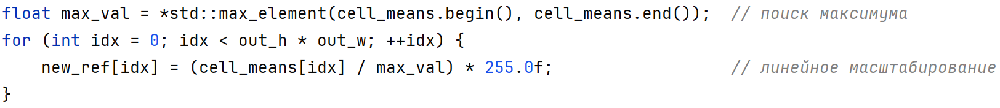 float max_val = *std::max_element(cell_means.begin(), cell_means.end());  // поиск максимума
for (int idx = 0; idx < out_h * out_w; ++idx) {
    new_ref[idx] = (cell_means[idx] / max_val) * 255.0f;                  // линейное масштабирование
}